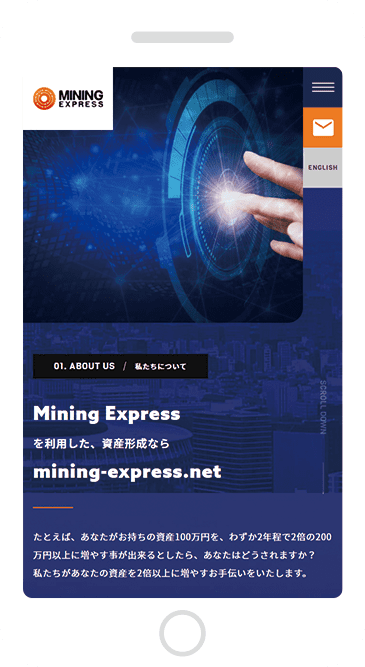 MINING
EXPRESS
ENGLISH
01. ABOUT US / 私たちについて
SCROLL DOWN
Mining Express
を利用した、資産形成なら
mining-express.net
たとえば、あなたがお持ちの資産100万円を、わずか2年程で2倍の200
万円以上に増やす事が出来るとしたら、あなたはどうされますか？
私たちがあなたの資産を2倍以上に増やすお手伝いをいたします。